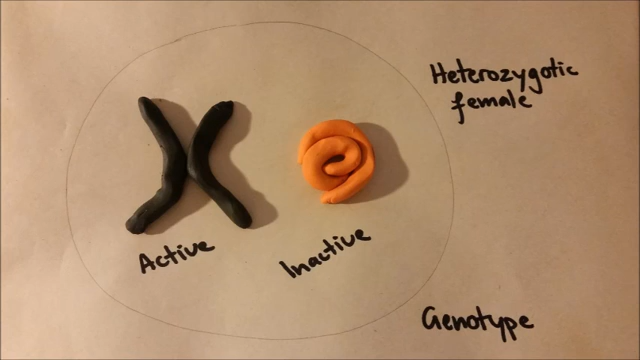 Heterozygotic
female
Active
Inactive
Genotype